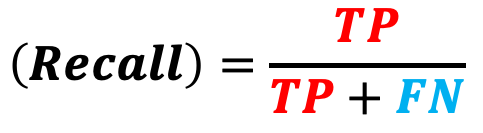 (Recall) = TP / TP + FN